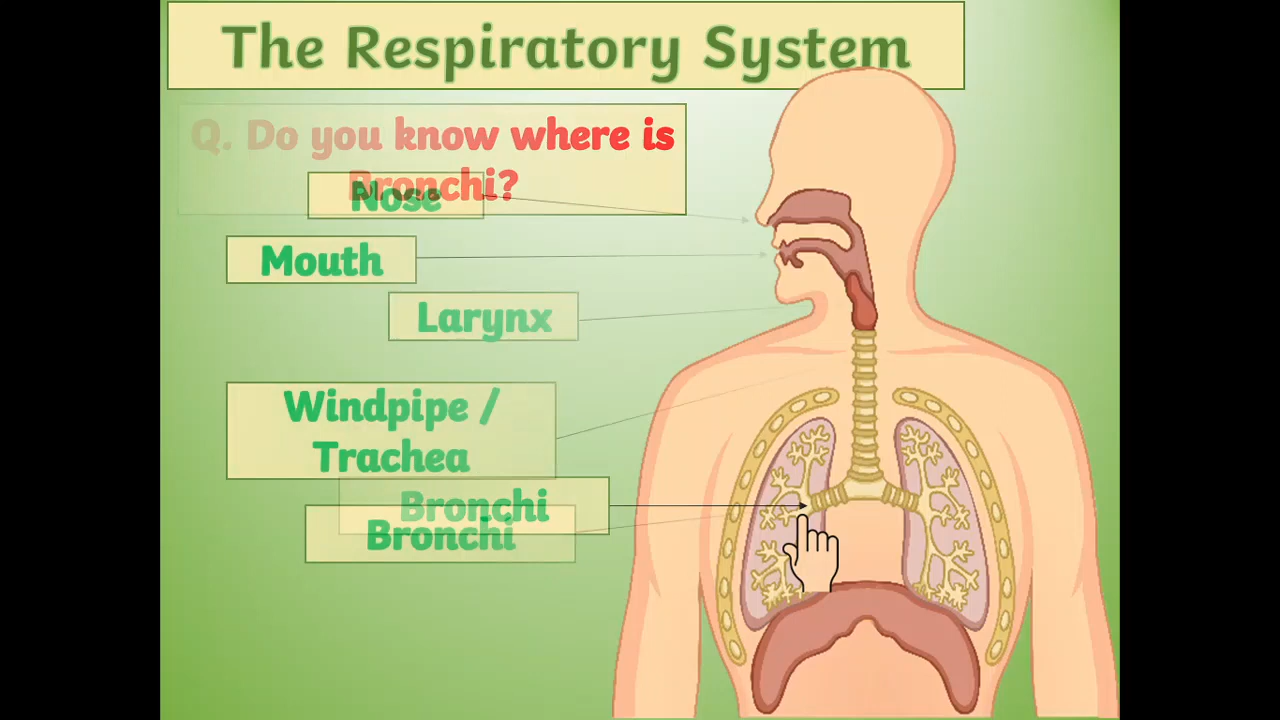 The Respiratory System
Q. Do you know where is
Bronchi?
Nose
Mouth
Larynx
Windpipe /
Trachea
Bronchi
Bronchi